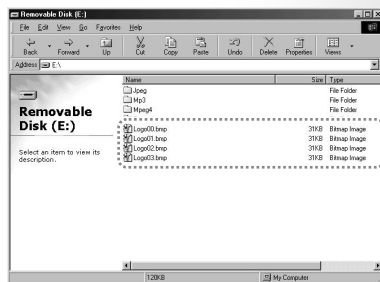 Removable Disk (E:)
File Edit View Go Favorites Help
Back Forward Up Cut Copy Paste Undo Delete Properties Views
Address E:\
Name Size Type
Jpeg File Folder
Mp3 File Folder
Mpeg4 File Folder
Logo00.bmp 31KB Bitmap Image
Logo01.bmp 31KB Bitmap Image
Logo02.bmp 31KB Bitmap Image
Logo03.bmp 31KB Bitmap Image
Removable
Disk (E:)
Select an item to view its
description.
120KB My Computer